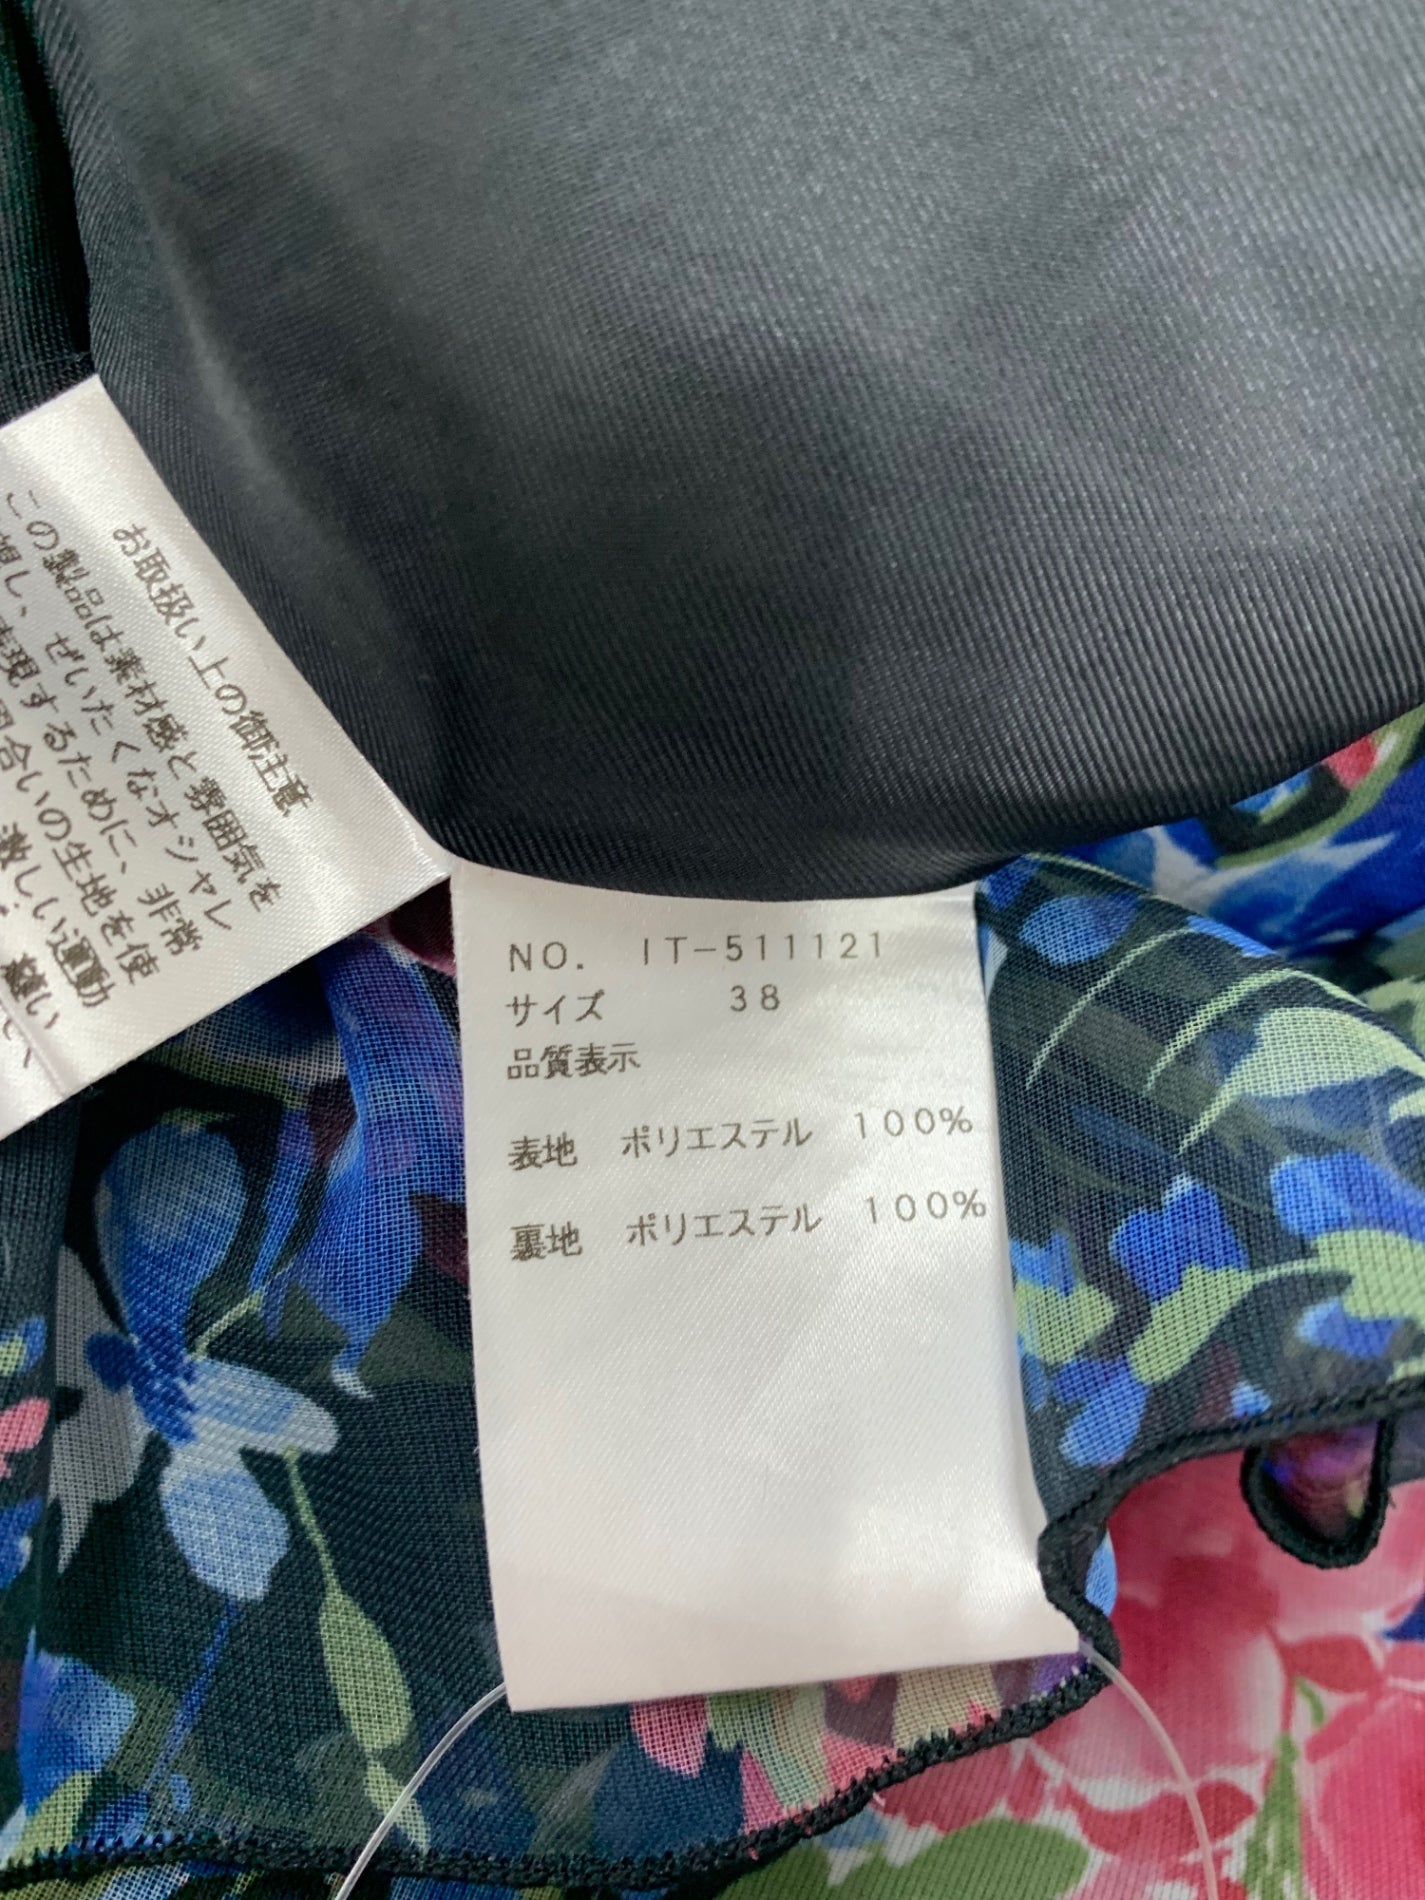 お取扱い上の御注意
この製品は素材感と雰囲気を
し、ぜいたくなオシャレ
表現するために、非常
合いの生地を使
激しい運動
NO. IT-511121
サイズ 38
品質表示
表地 ポリエステル 100%
裏地 ポリエステル 100%